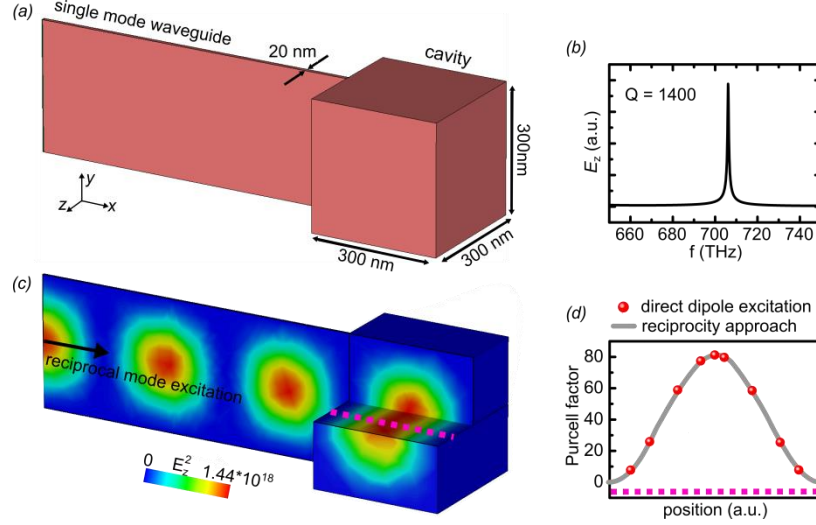 (a)
single mode waveguide
20 nm
cavity
300nm
300 nm
300 nm
y
z
x
(b)
Q = 1400
E_z (a.u.)
660 680 700 720 740
f (THz)
(c)
reciprocal mode excitation
0 E_z^2 1.44*10^18
(d)
direct dipole excitation
reciprocity approach
Purcell factor
80
60
40
20
0
position (a.u.)